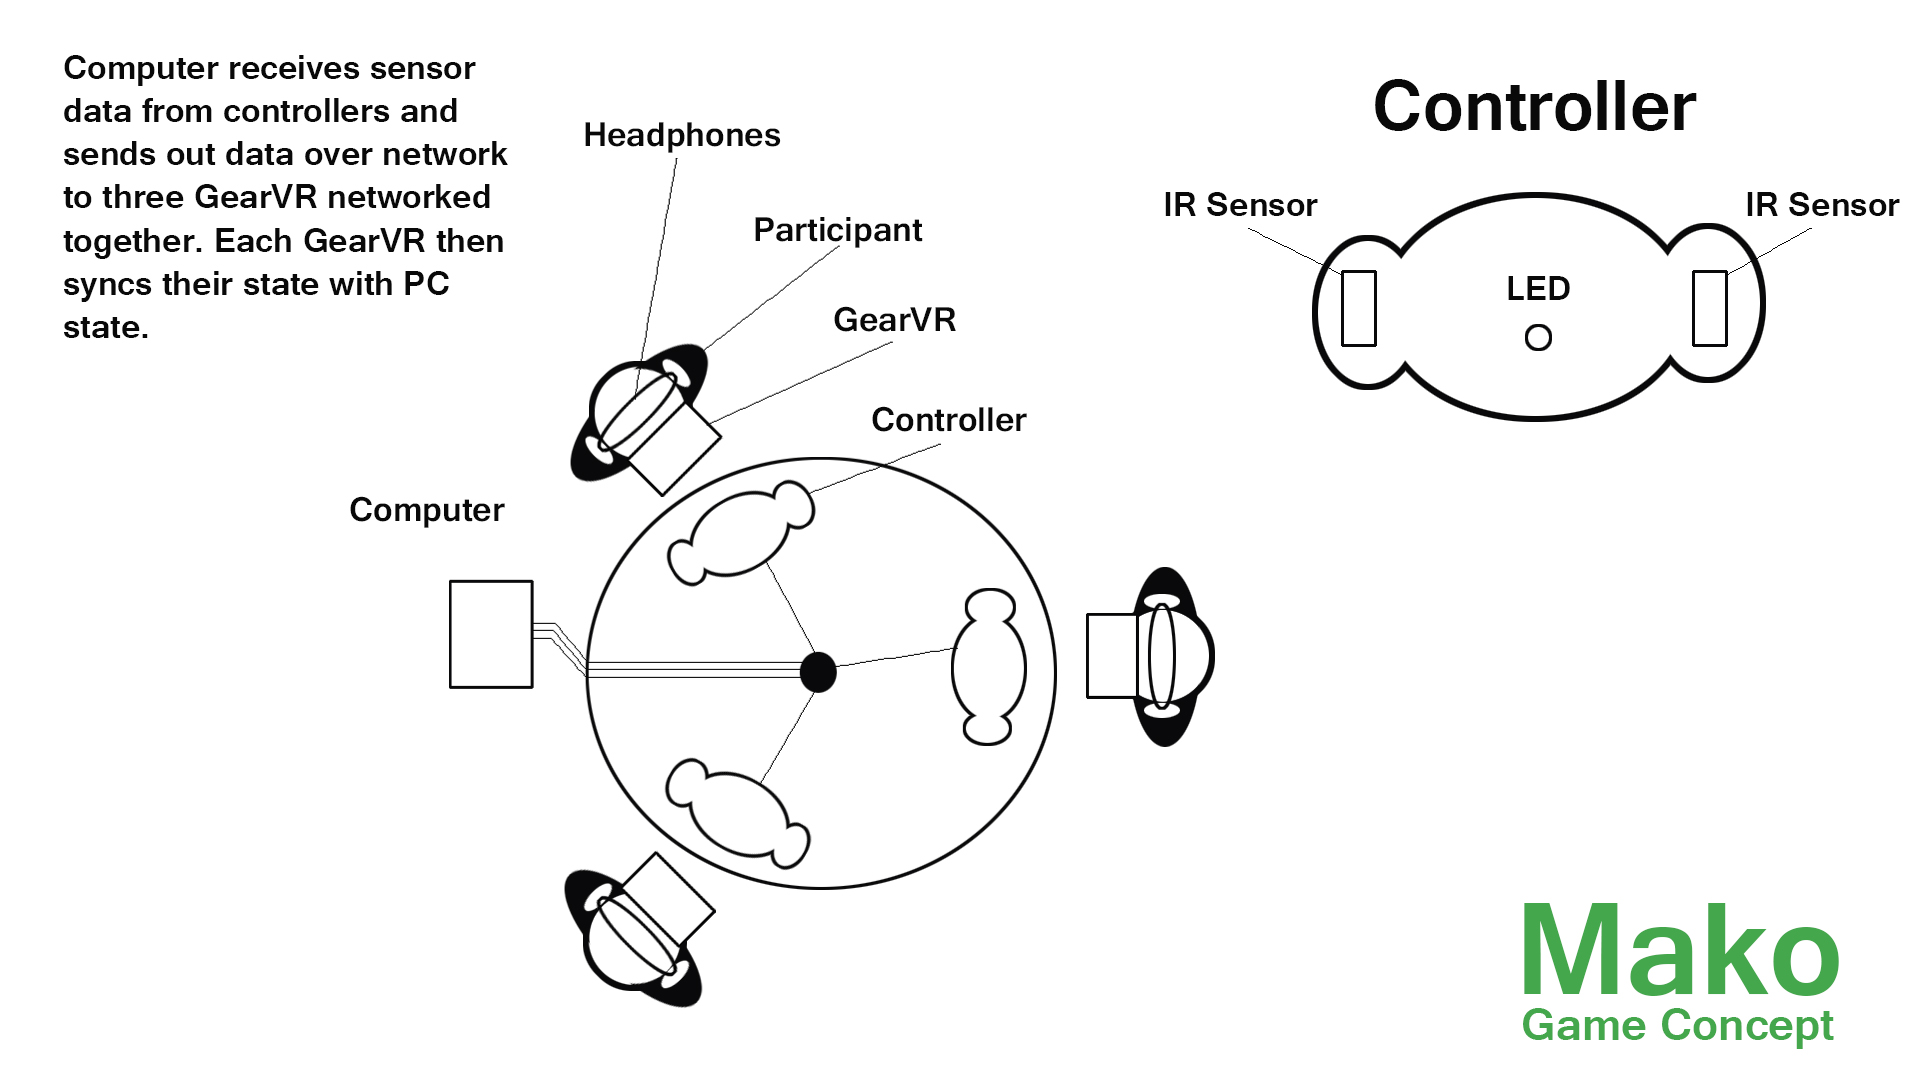 Computer receives sensor
data from controllers and
sends out data over network
to three GearVR networked
together. Each GearVR then
syncs their state with PC
state.
Headphones
Participant
GearVR
Controller
Computer
Controller
IR Sensor
IR Sensor
LED
Mako
Game Concept